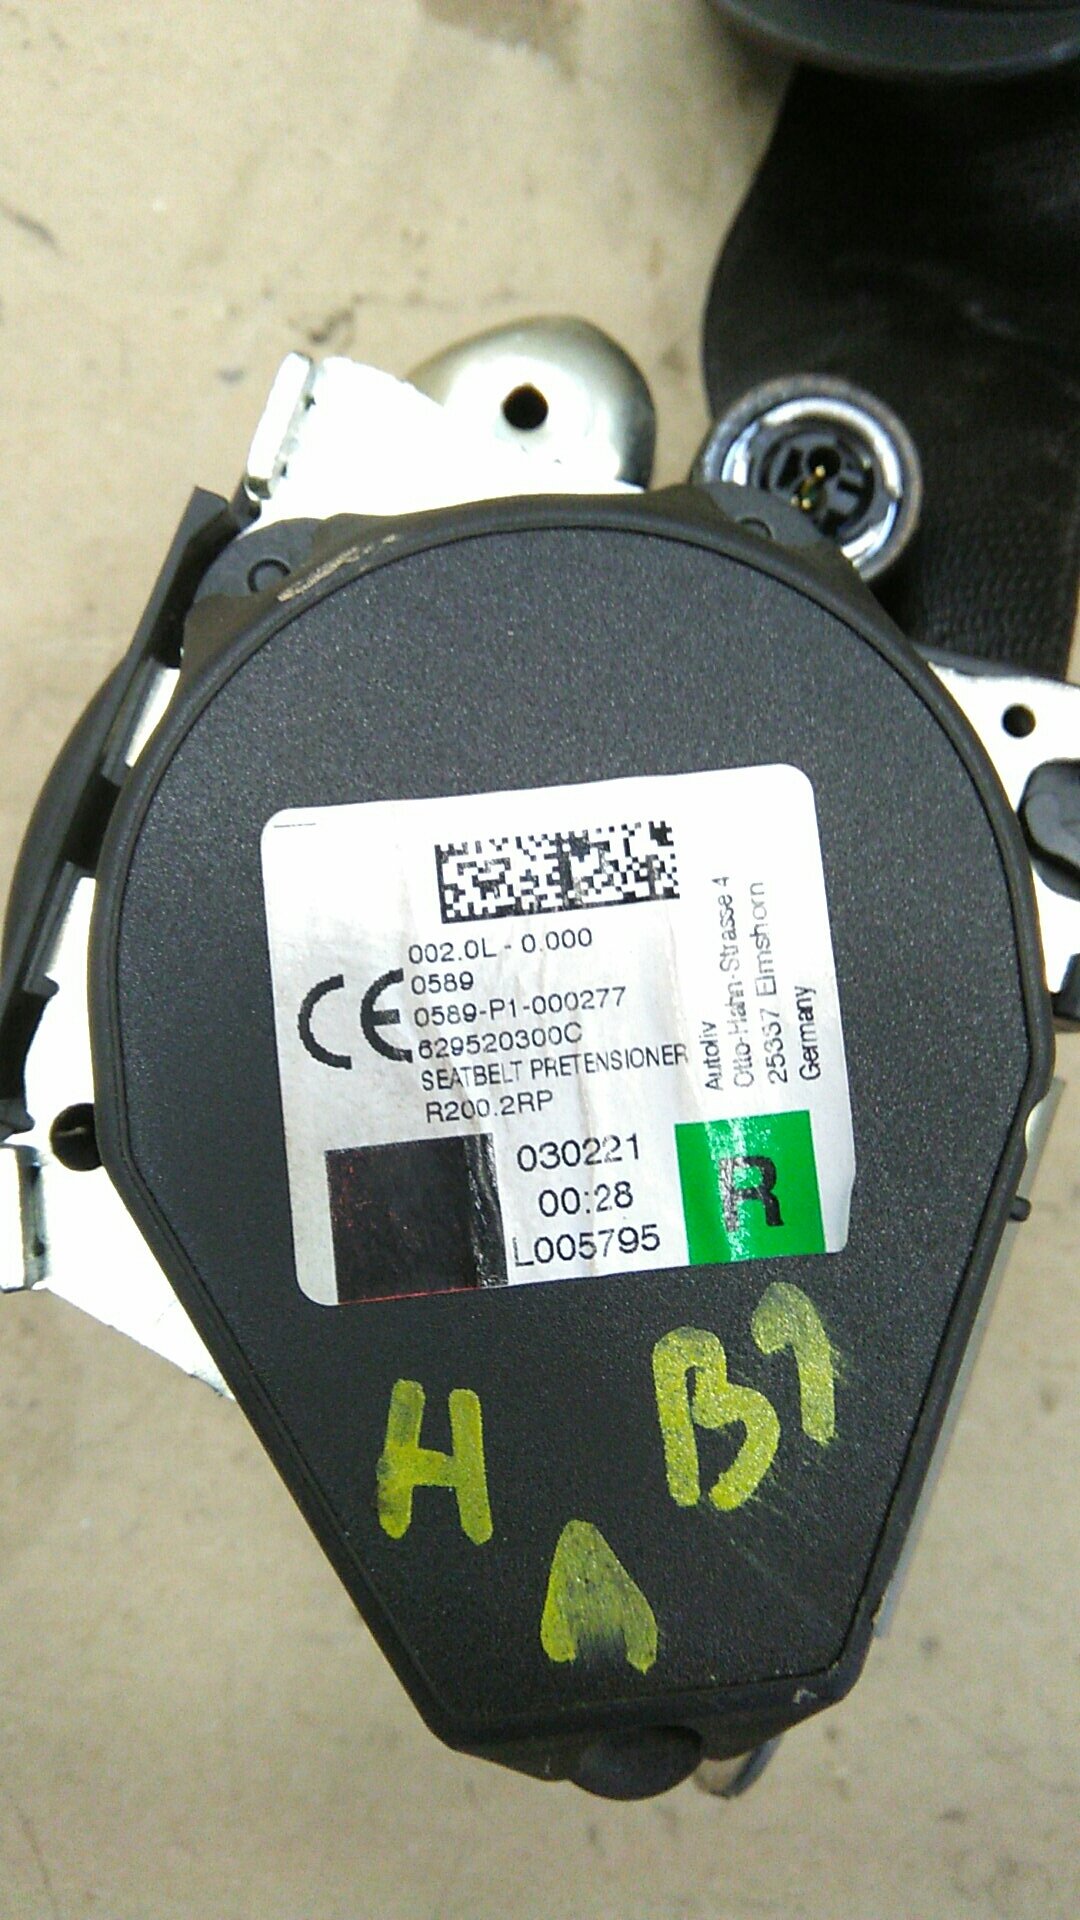 002.0L - 0.000
0589
0589-P1-000277
629520300C
SEATBELT PRETENSIONER
R200.2RP
CE
Autoliv
Otto-Hahn-Strasse 4
25337 Elmshorn
Germany
030221
00:28
L005795
R
H B1
A